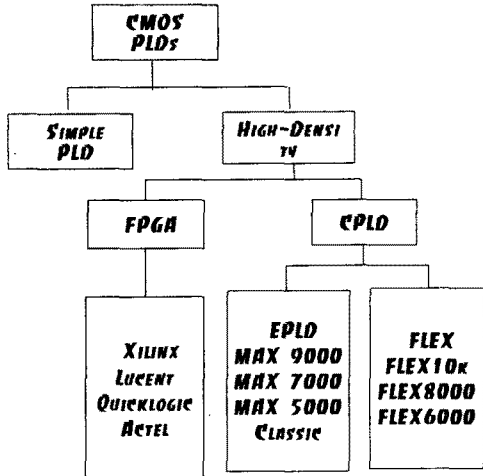 CMOS
PLDs
SIMPLE
PLD
HIGH-DENSI
TY
FPGA
CPLD
XILINX
LUCENT
QUICKLOGIC
ACTEL
EPLD
MAX 9000
MAX 7000
MAX 5000
CLASSIC
FLEX
FLEX10K
FLEX8000
FLEX6000